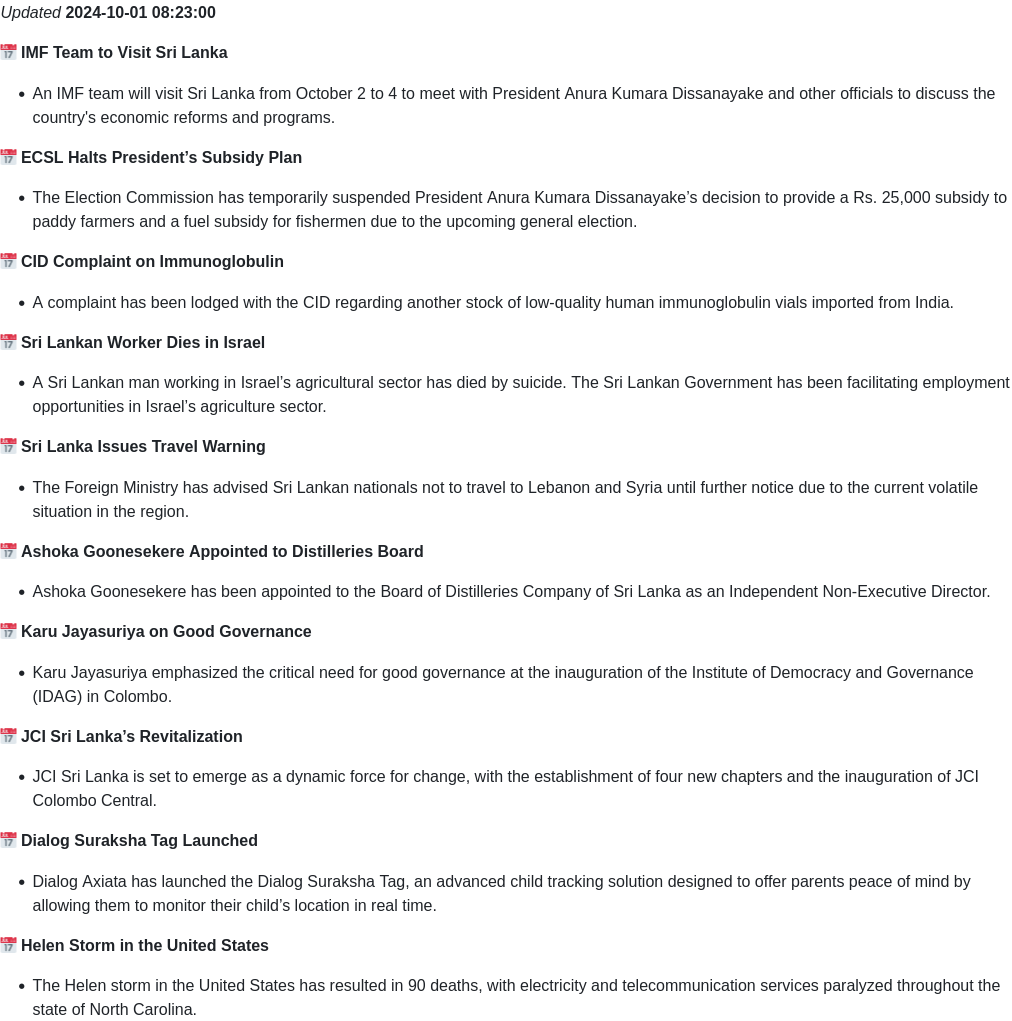 Updated 2024-10-01 08:23:00
IMF Team to Visit Sri Lanka
• An IMF team will visit Sri Lanka from October 2 to 4 to meet with President Anura Kumara Dissanayake and other officials to discuss the
country's economic reforms and programs.
ECSL Halts President’s Subsidy Plan
• The Election Commission has temporarily suspended President Anura Kumara Dissanayake’s decision to provide a Rs. 25,000 subsidy to
paddy farmers and a fuel subsidy for fishermen due to the upcoming general election.
CID Complaint on Immunoglobulin
• A complaint has been lodged with the CID regarding another stock of low-quality human immunoglobulin vials imported from India.
Sri Lankan Worker Dies in Israel
• A Sri Lankan man working in Israel’s agricultural sector has died by suicide. The Sri Lankan Government has been facilitating employment
opportunities in Israel’s agriculture sector.
Sri Lanka Issues Travel Warning
• The Foreign Ministry has advised Sri Lankan nationals not to travel to Lebanon and Syria until further notice due to the current volatile
situation in the region.
Ashoka Goonesekere Appointed to Distilleries Board
• Ashoka Goonesekere has been appointed to the Board of Distilleries Company of Sri Lanka as an Independent Non-Executive Director.
Karu Jayasuriya on Good Governance
• Karu Jayasuriya emphasized the critical need for good governance at the inauguration of the Institute of Democracy and Governance
(IDAG) in Colombo.
JCI Sri Lanka’s Revitalization
• JCI Sri Lanka is set to emerge as a dynamic force for change, with the establishment of four new chapters and the inauguration of JCI
Colombo Central.
Dialog Suraksha Tag Launched
• Dialog Axiata has launched the Dialog Suraksha Tag, an advanced child tracking solution designed to offer parents peace of mind by
allowing them to monitor their child’s location in real time.
Helen Storm in the United States
• The Helen storm in the United States has resulted in 90 deaths, with electricity and telecommunication services paralyzed throughout the
state of North Carolina.